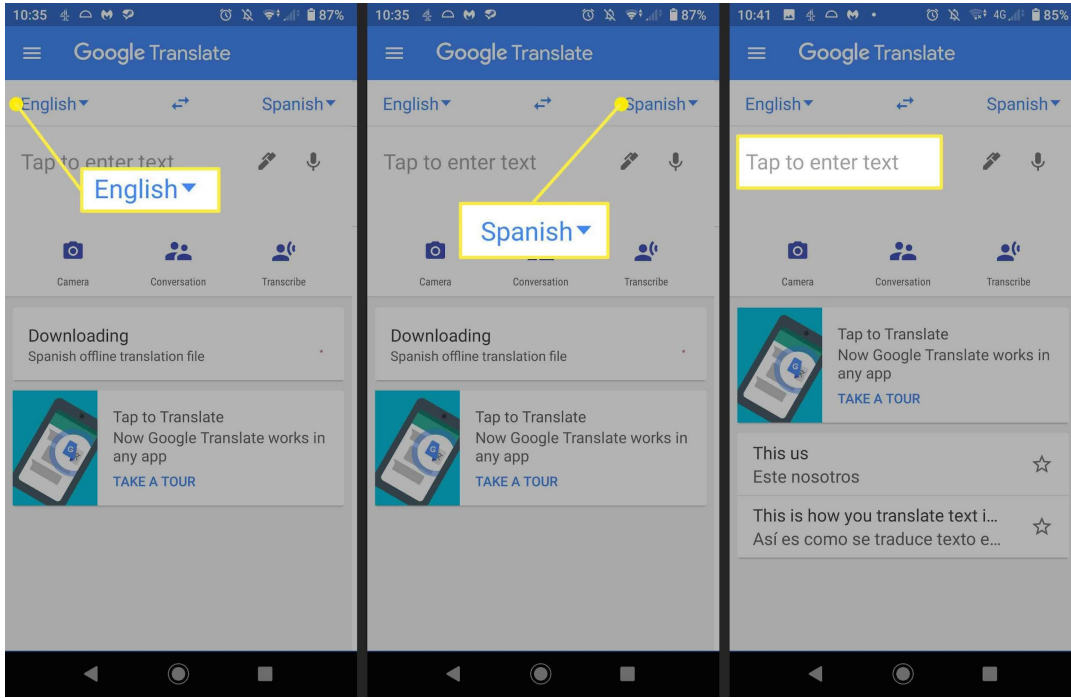 10:35 87%
Google Translate
English Spanish
Tap to enter text
English
Camera Conversation Transcribe
Downloading
Spanish offline translation file
Tap to Translate
Now Google Translate works in
any app
TAKE A TOUR
10:35 87%
Google Translate
English Spanish
Tap to enter text
Spanish
Camera Conversation Transcribe
Downloading
Spanish offline translation file
Tap to Translate
Now Google Translate works in
any app
TAKE A TOUR
10:41 4G 85%
Google Translate
English Spanish
Tap to enter text
Camera Conversation Transcribe
Tap to Translate
Now Google Translate works in
any app
TAKE A TOUR
This us
Este nosotros
This is how you translate text i...
Así es como se traduce texto e...